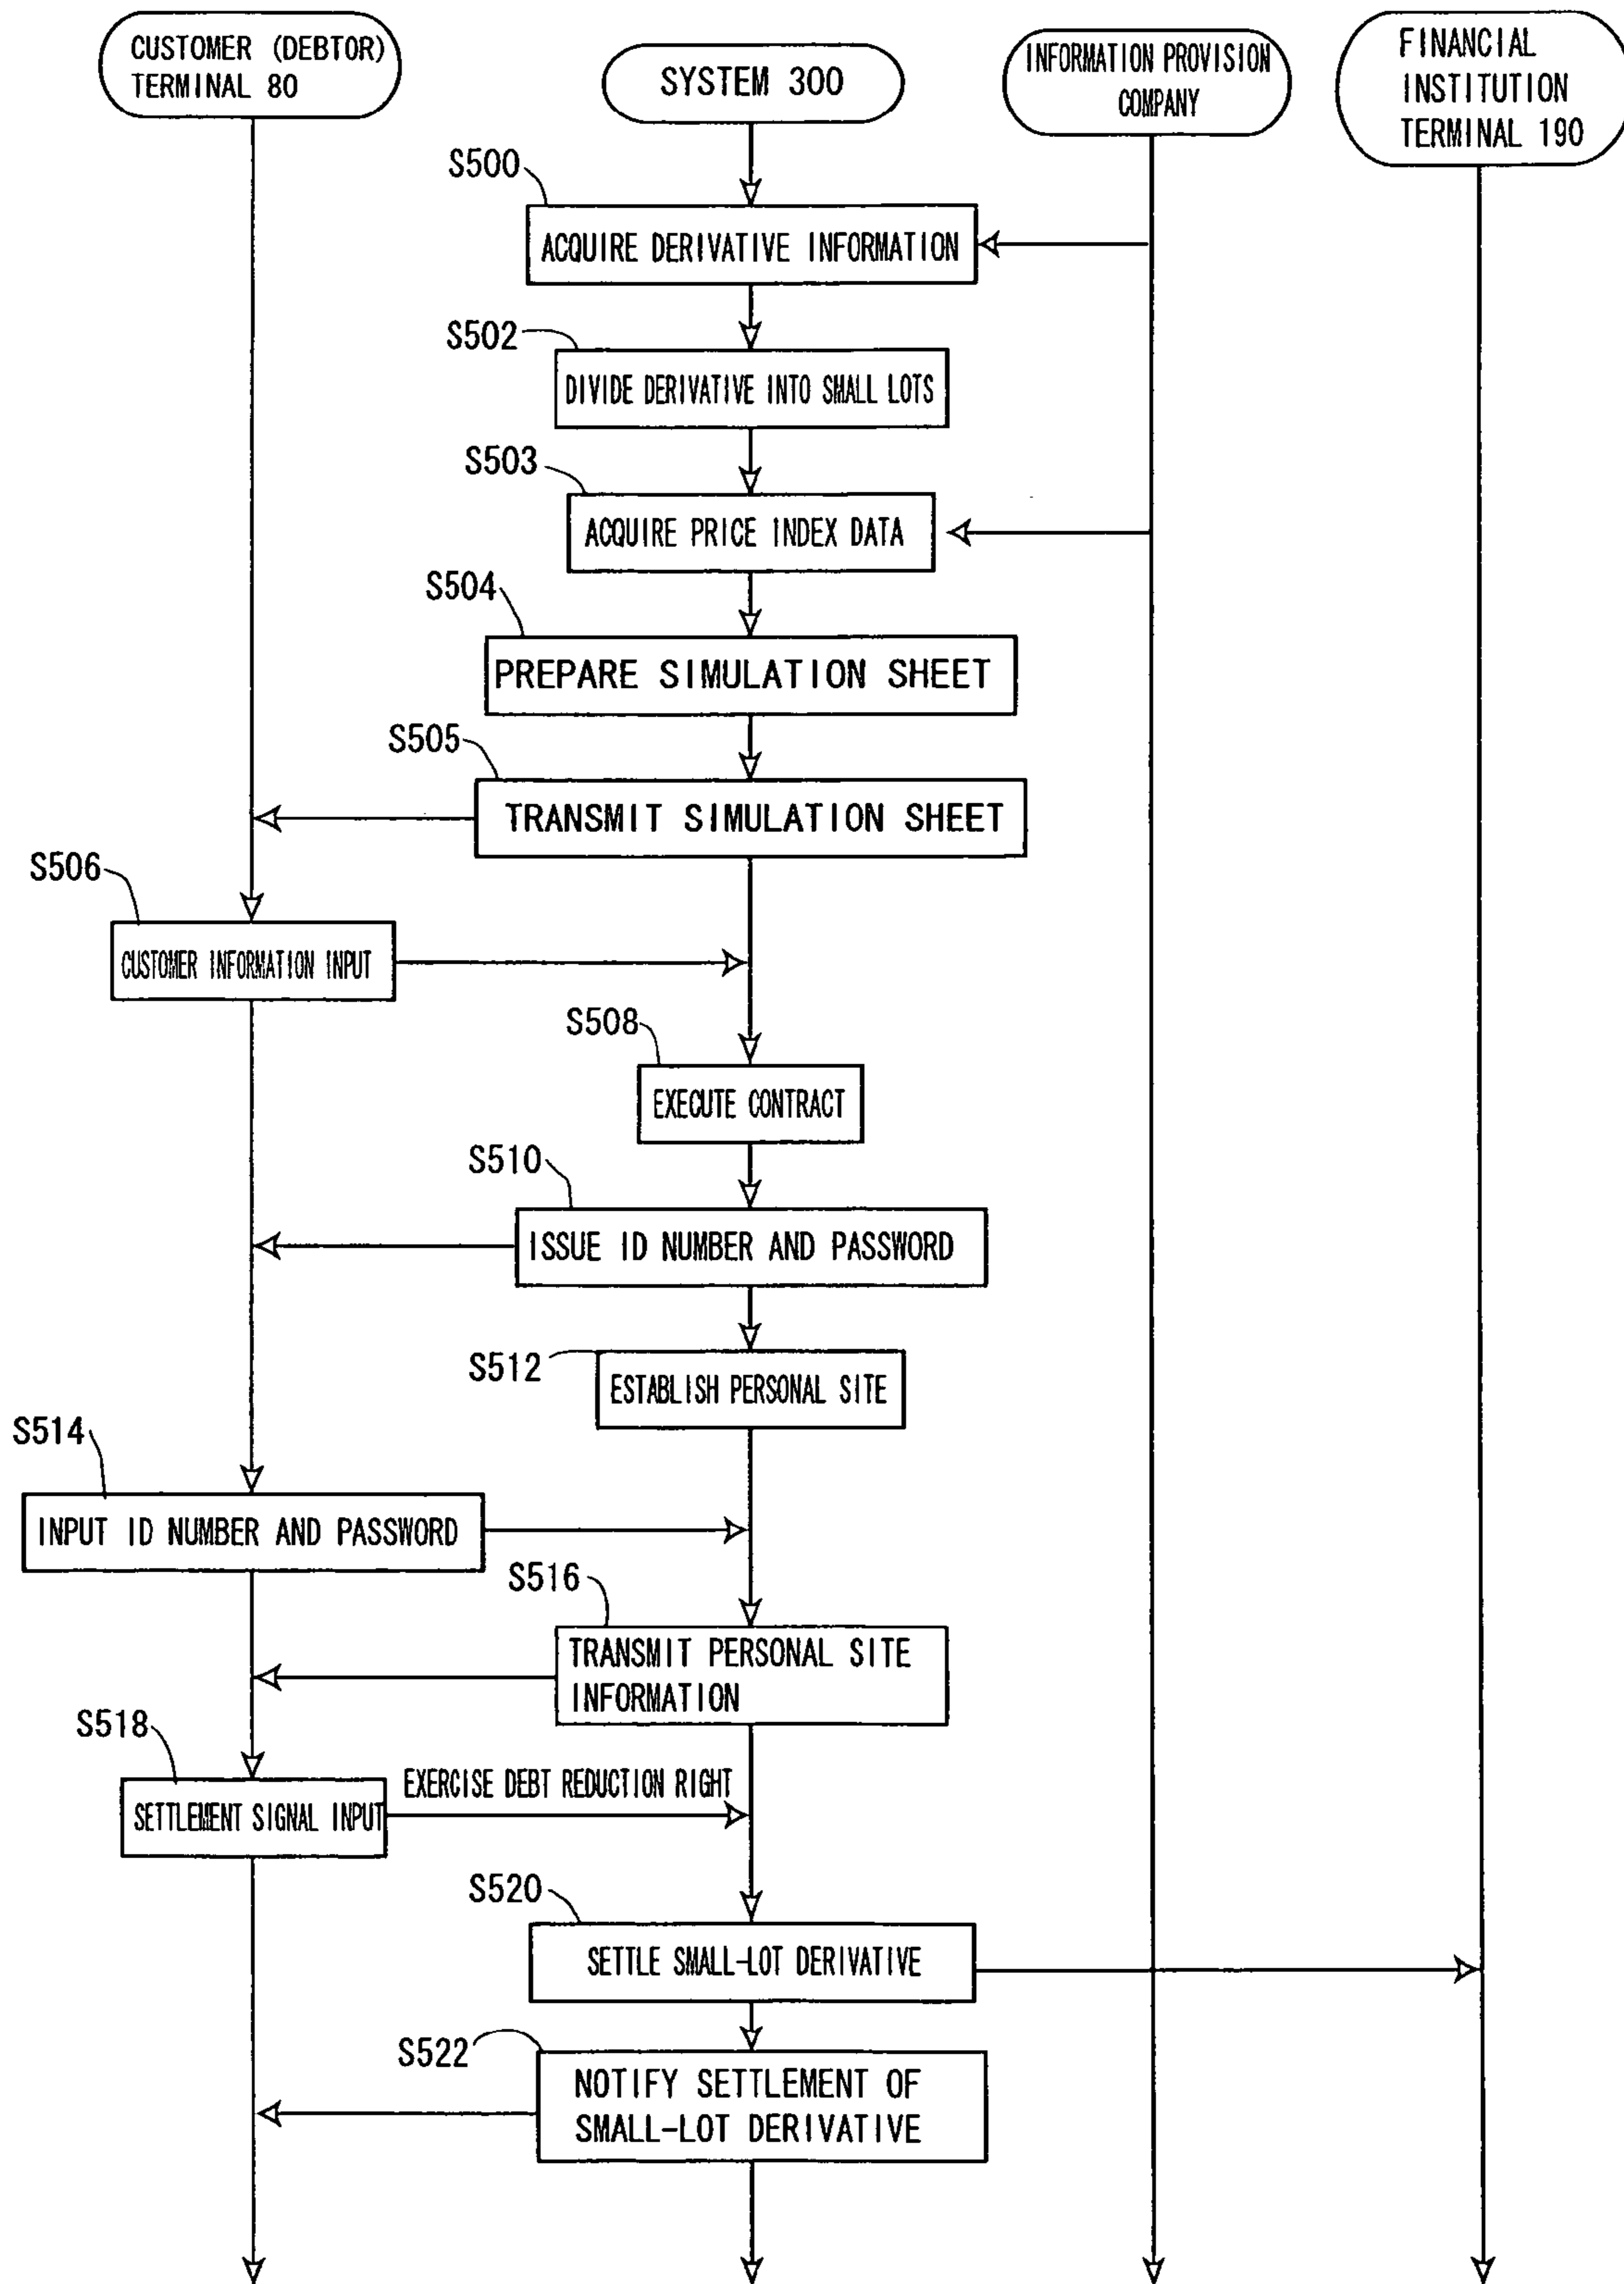 CUSTOMER (DEBTOR)
TERMINAL 80
SYSTEM 300
INFORMATION PROVISION
COMPANY
FINANCIAL
INSTITUTION
TERMINAL 190
S500
ACQUIRE DERIVATIVE INFORMATION
S502
DIVIDE DERIVATIVE INTO SMALL LOTS
S503
ACQUIRE PRICE INDEX DATA
S504
PREPARE SIMULATION SHEET
S505
TRANSMIT SIMULATION SHEET
S506
CUSTOMER INFORMATION INPUT
S508
EXECUTE CONTRACT
S510
ISSUE ID NUMBER AND PASSWORD
S512
ESTABLISH PERSONAL SITE
S514
INPUT ID NUMBER AND PASSWORD
S516
TRANSMIT PERSONAL SITE
INFORMATION
S518
SETTLEMENT SIGNAL INPUT
EXERCISE DEBT REDUCTION RIGHT
S520
SETTLE SMALL-LOT DERIVATIVE
S522
NOTIFY SETTLEMENT OF
SMALL-LOT DERIVATIVE